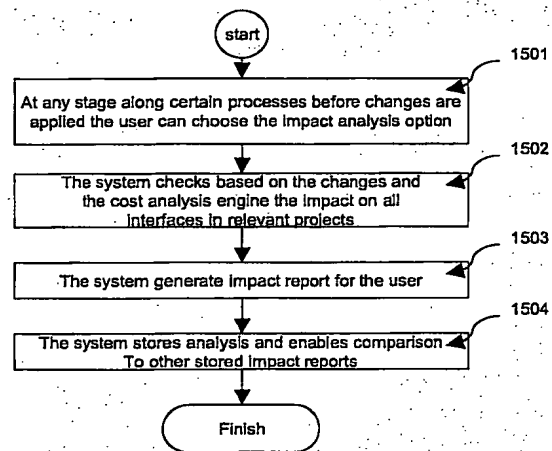 start
1501
At any stage along certain processes before changes are
applied the user can choose the impact analysis option
1502
The system checks based on the changes and
the cost analysis engine the impact on all
interfaces in relevant projects
1503
The system generate impact report for the user
1504
The system stores analysis and enables comparison
To other stored impact reports
Finish